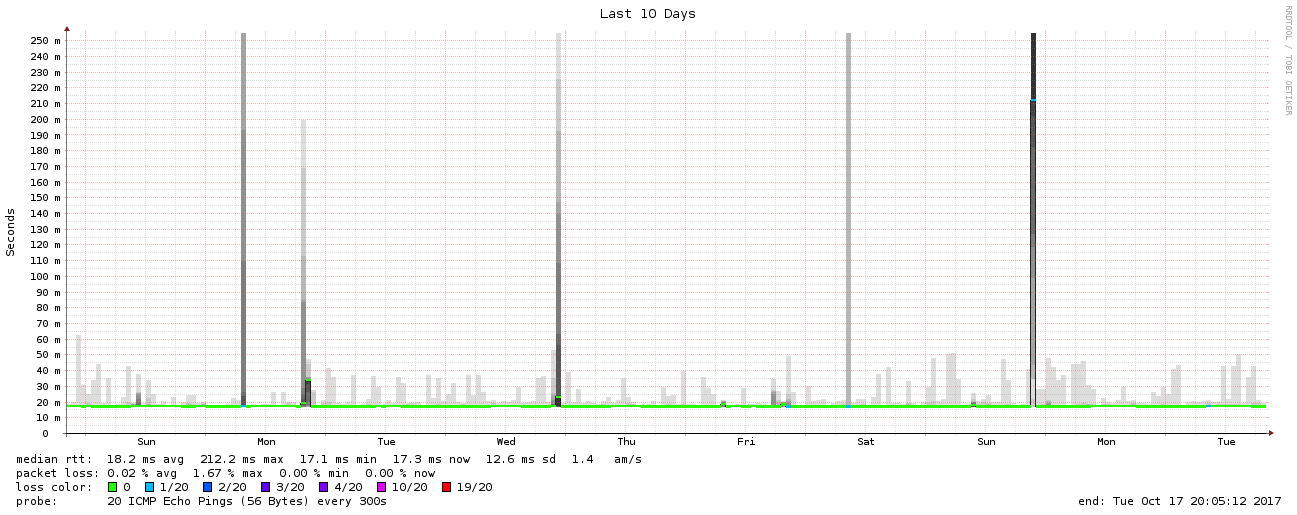 Last 10 Days
RRDTOOL / TOBI OETIKER
Seconds
250 m
240 m
230 m
220 m
210 m
200 m
190 m
180 m
170 m
160 m
150 m
140 m
130 m
120 m
110 m
100 m
90 m
80 m
70 m
60 m
50 m
40 m
30 m
20 m
10 m
0
Sun Mon Tue Wed Thu Fri Sat Sun Mon Tue
median rtt: 18.2 ms avg 212.2 ms max 17.1 ms min 17.3 ms now 12.6 ms sd 1.4 am/s
packet loss: 0.02 % avg 1.67 % max 0.00 % min 0.00 % now
loss color: 0 1/20 2/20 3/20 4/20 10/20 19/20
probe: 20 ICMP Echo Pings (56 Bytes) every 300s end: Tue Oct 17 20:05:12 2017